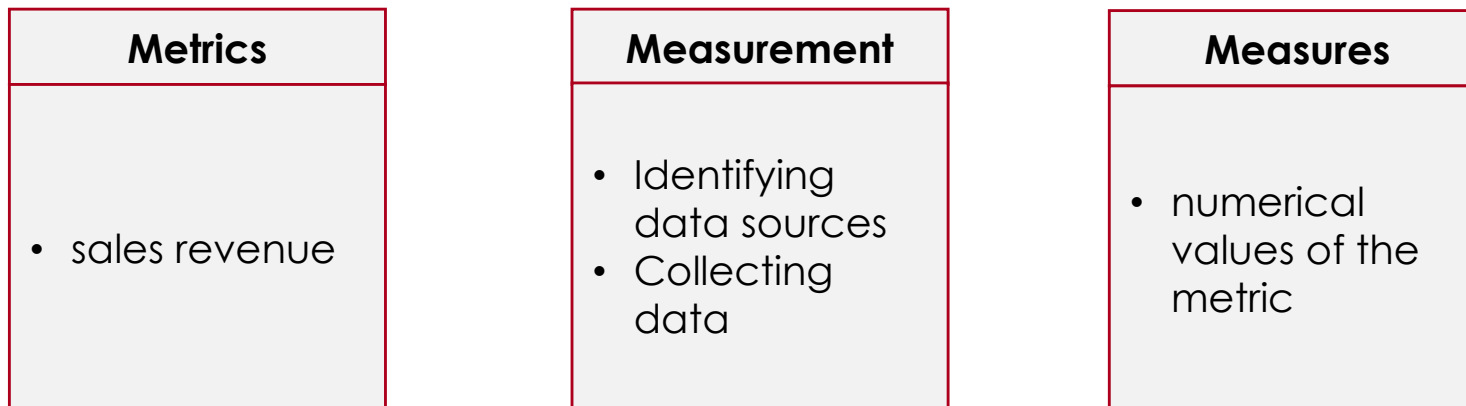 Metrics
• sales revenue
Measurement
• Identifying
data sources
• Collecting
data
Measures
• numerical
values of the
metric